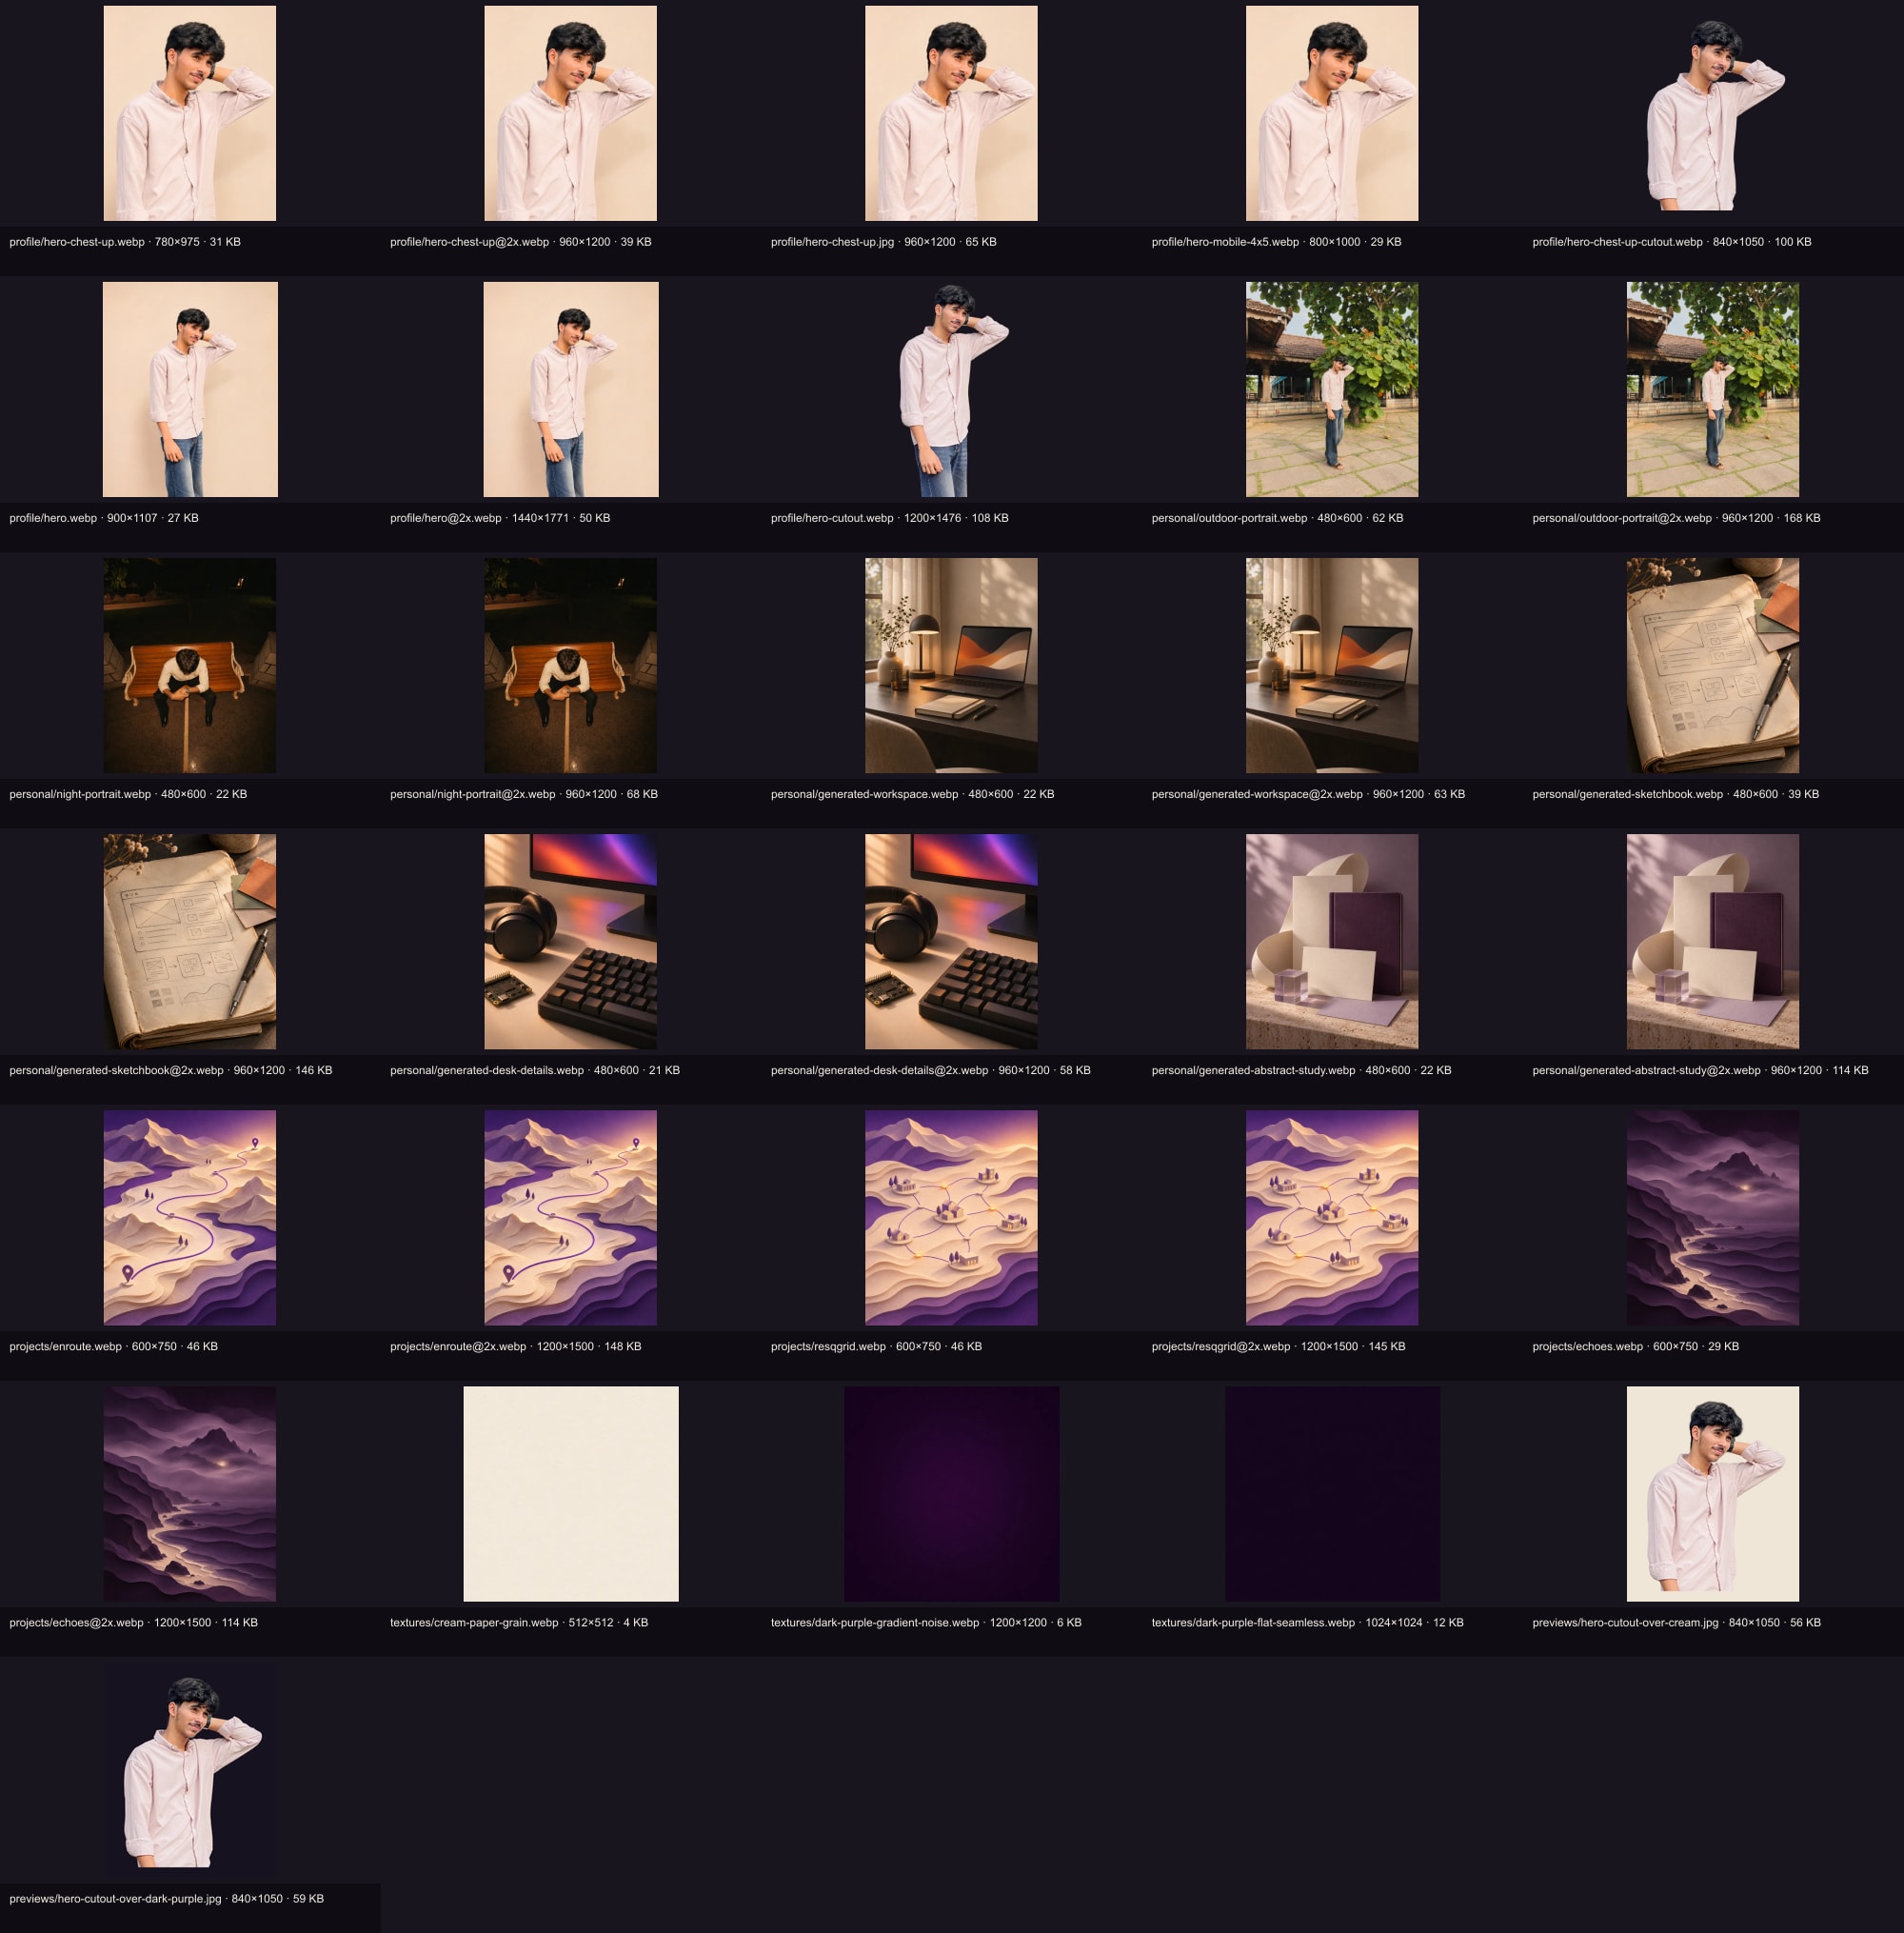 profile/hero-chest-up.webp · 780×975 · 31 KB
profile/hero-chest-up@2x.webp · 960×1200 · 39 KB
profile/hero-chest-up.jpg · 960×1200 · 65 KB
profile/hero-mobile-4x5.webp · 800×1000 · 29 KB
profile/hero-chest-up-cutout.webp · 840×1050 · 100 KB
profile/hero.webp · 900×1107 · 27 KB
profile/hero@2x.webp · 1440×1771 · 50 KB
profile/hero-cutout.webp · 1200×1476 · 108 KB
personal/outdoor-portrait.webp · 480×600 · 62 KB
personal/outdoor-portrait@2x.webp · 960×1200 · 168 KB
personal/night-portrait.webp · 480×600 · 22 KB
personal/night-portrait@2x.webp · 960×1200 · 68 KB
personal/generated-workspace.webp · 480×600 · 22 KB
personal/generated-workspace@2x.webp · 960×1200 · 63 KB
personal/generated-sketchbook.webp · 480×600 · 39 KB
personal/generated-sketchbook@2x.webp · 960×1200 · 146 KB
personal/generated-desk-details.webp · 480×600 · 21 KB
personal/generated-desk-details@2x.webp · 960×1200 · 58 KB
personal/generated-abstract-study.webp · 480×600 · 22 KB
personal/generated-abstract-study@2x.webp · 960×1200 · 114 KB
projects/enroute.webp · 600×750 · 46 KB
projects/enroute@2x.webp · 1200×1500 · 148 KB
projects/resqgrid.webp · 600×750 · 46 KB
projects/resqgrid@2x.webp · 1200×1500 · 145 KB
projects/echoes.webp · 600×750 · 29 KB
projects/echoes@2x.webp · 1200×1500 · 114 KB
textures/cream-paper-grain.webp · 512×512 · 4 KB
textures/dark-purple-gradient-noise.webp · 1200×1200 · 6 KB
textures/dark-purple-flat-seamless.webp · 1024×1024 · 12 KB
previews/hero-cutout-over-cream.jpg · 840×1050 · 56 KB
previews/hero-cutout-over-dark-purple.jpg · 840×1050 · 59 KB